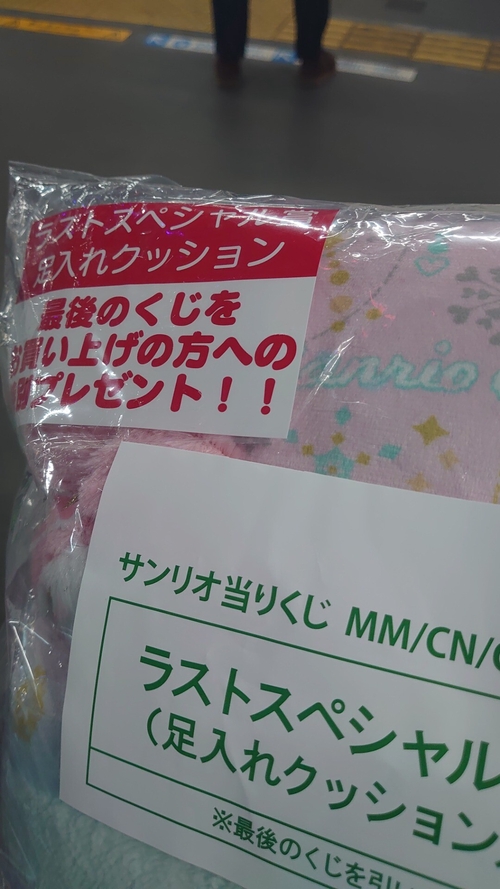 ラストスペシャル賞
足入れクッション
最後のくじを
お買い上げの方への
プレゼント！！
サンリオ当りくじ MM/CN/
ラストスペシャル
（足入れクッション
※最後のくじを引